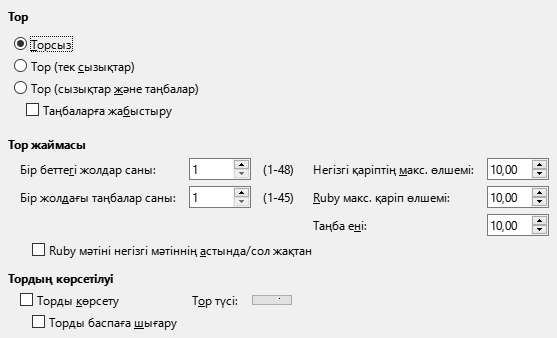 Тор
Торсыз
Тор (тек сызықтар)
Тор (сызықтар және таңбалар)
Таңбаларға жабыстыру
Тор жаймасы
Бір беттегі жолдар саны: 1 (1-48) Негізгі қаріптің макс. өлшемі: 10,00
Бір жолдағы таңбалар саны: 1 (1-45) Ruby макс. қаріп өлшемі: 10,00
Таңба ені: 10,00
Ruby мәтіні негізгі мәтіннің астында/сол жақтан
Тордың көрсетілуі
Торды көрсету Тор түсі:
Торды баспаға шығару